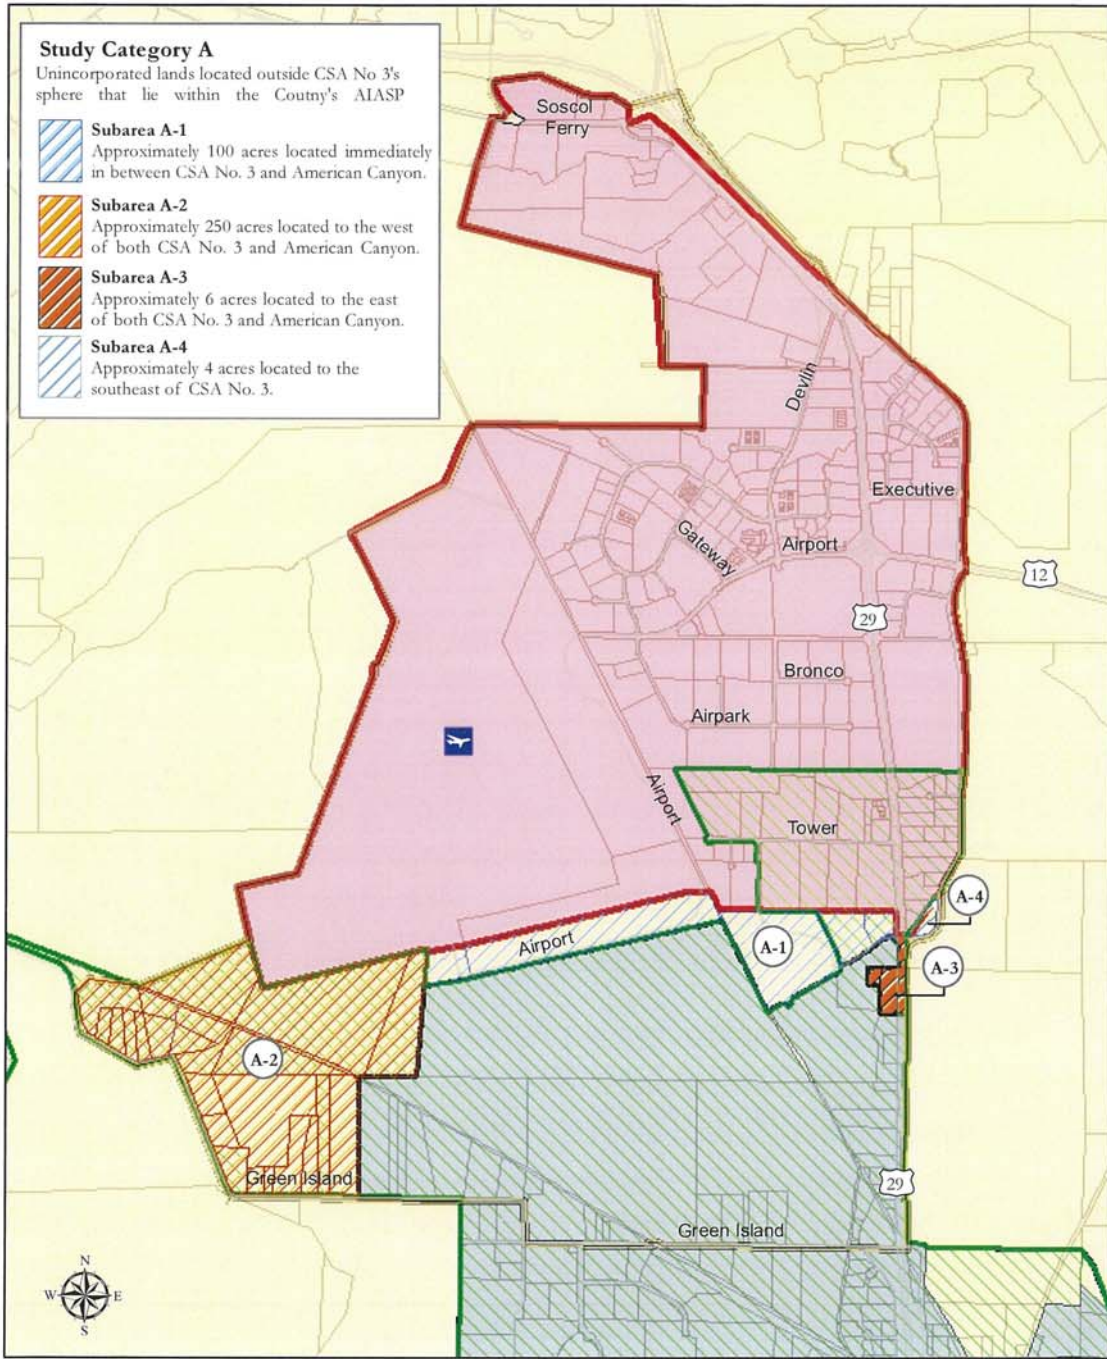 Study Category A
Unincorporated lands located outside CSA No 3's
sphere that lie within the Coutny's AIASP
Subarea A-1
Approximately 100 acres located immediately
in between CSA No. 3 and American Canyon.
Subarea A-2
Approximately 250 acres located to the west
of both CSA No. 3 and American Canyon.
Subarea A-3
Approximately 6 acres located to the east
of both CSA No. 3 and American Canyon.
Subarea A-4
Approximately 4 acres located to the
southeast of CSA No. 3.
Soscol
Ferry
Devlin
Executive
Gateway
Airport
12
29
Bronco
Airpark
Airport
Tower
A-4
Airport
A-1
A-3
A-2
Green Island
29
Green Island
N
W
E
S